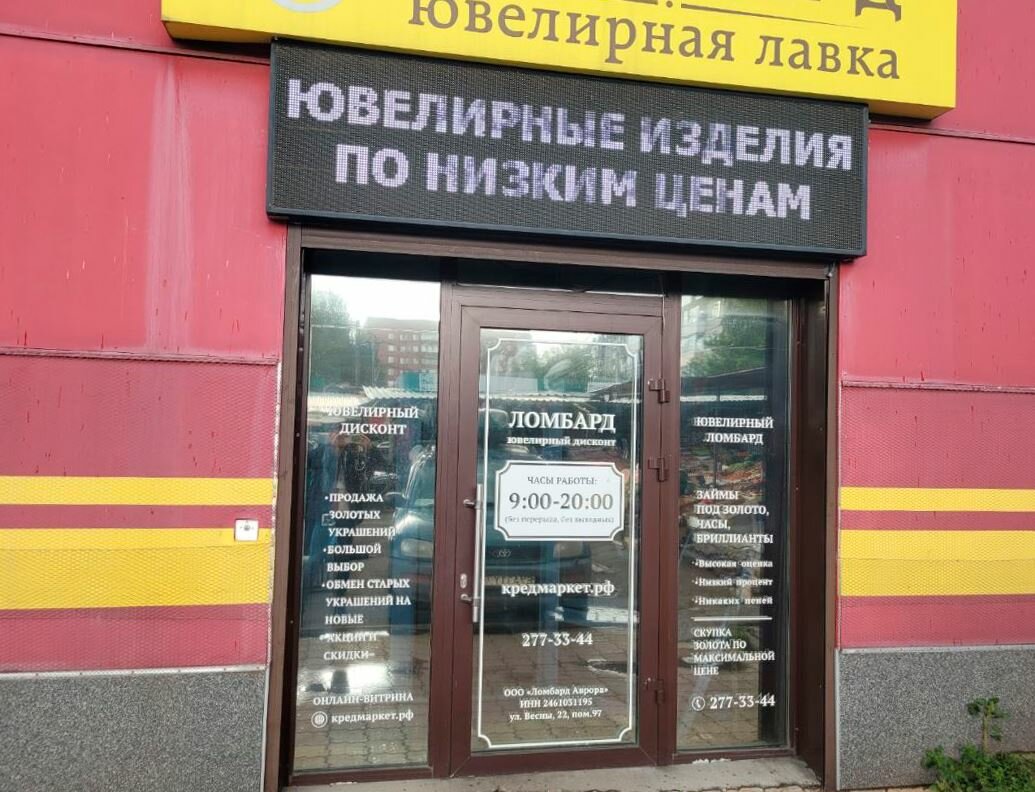 ювелирная лавка
ЮВЕЛИРНЫЕ ИЗДЕЛИЯ
ПО НИЗКИМ ЦЕНАМ
ЮВЕЛИРНЫЙ
ДИСКОНТ
•ПРОДАЖА
ЗОЛОТЫХ
УКРАШЕНИЙ
•БОЛЬШОЙ
ВЫБОР
•ОБМЕН СТАРЫХ
УКРАШЕНИЙ НА
НОВЫЕ
•АКЦИИ И
СКИДКИ
ОНЛАЙН-ВИТРИНА
кредмаркет.рф
ЛОМБАРД
ювелирный дисконт
ЧАСЫ РАБОТЫ:
9:00-20:00
(без перерыва, без выходных)
кредмаркет.рф
277-33-44
ООО «Ломбард Аврора»
ИНН 2461031195
ул. Весны, 22, пом.97
ЮВЕЛИРНЫЙ
ЛОМБАРД
ЗАЙМЫ
ПОД ЗОЛОТО,
ЧАСЫ,
БРИЛЛИАНТЫ
•Высокая оценка
•Низкий процент
•Никаких пеней
СКУПКА
ЗОЛОТА ПО
МАКСИМАЛЬНОЙ
ЦЕНЕ
277-33-44